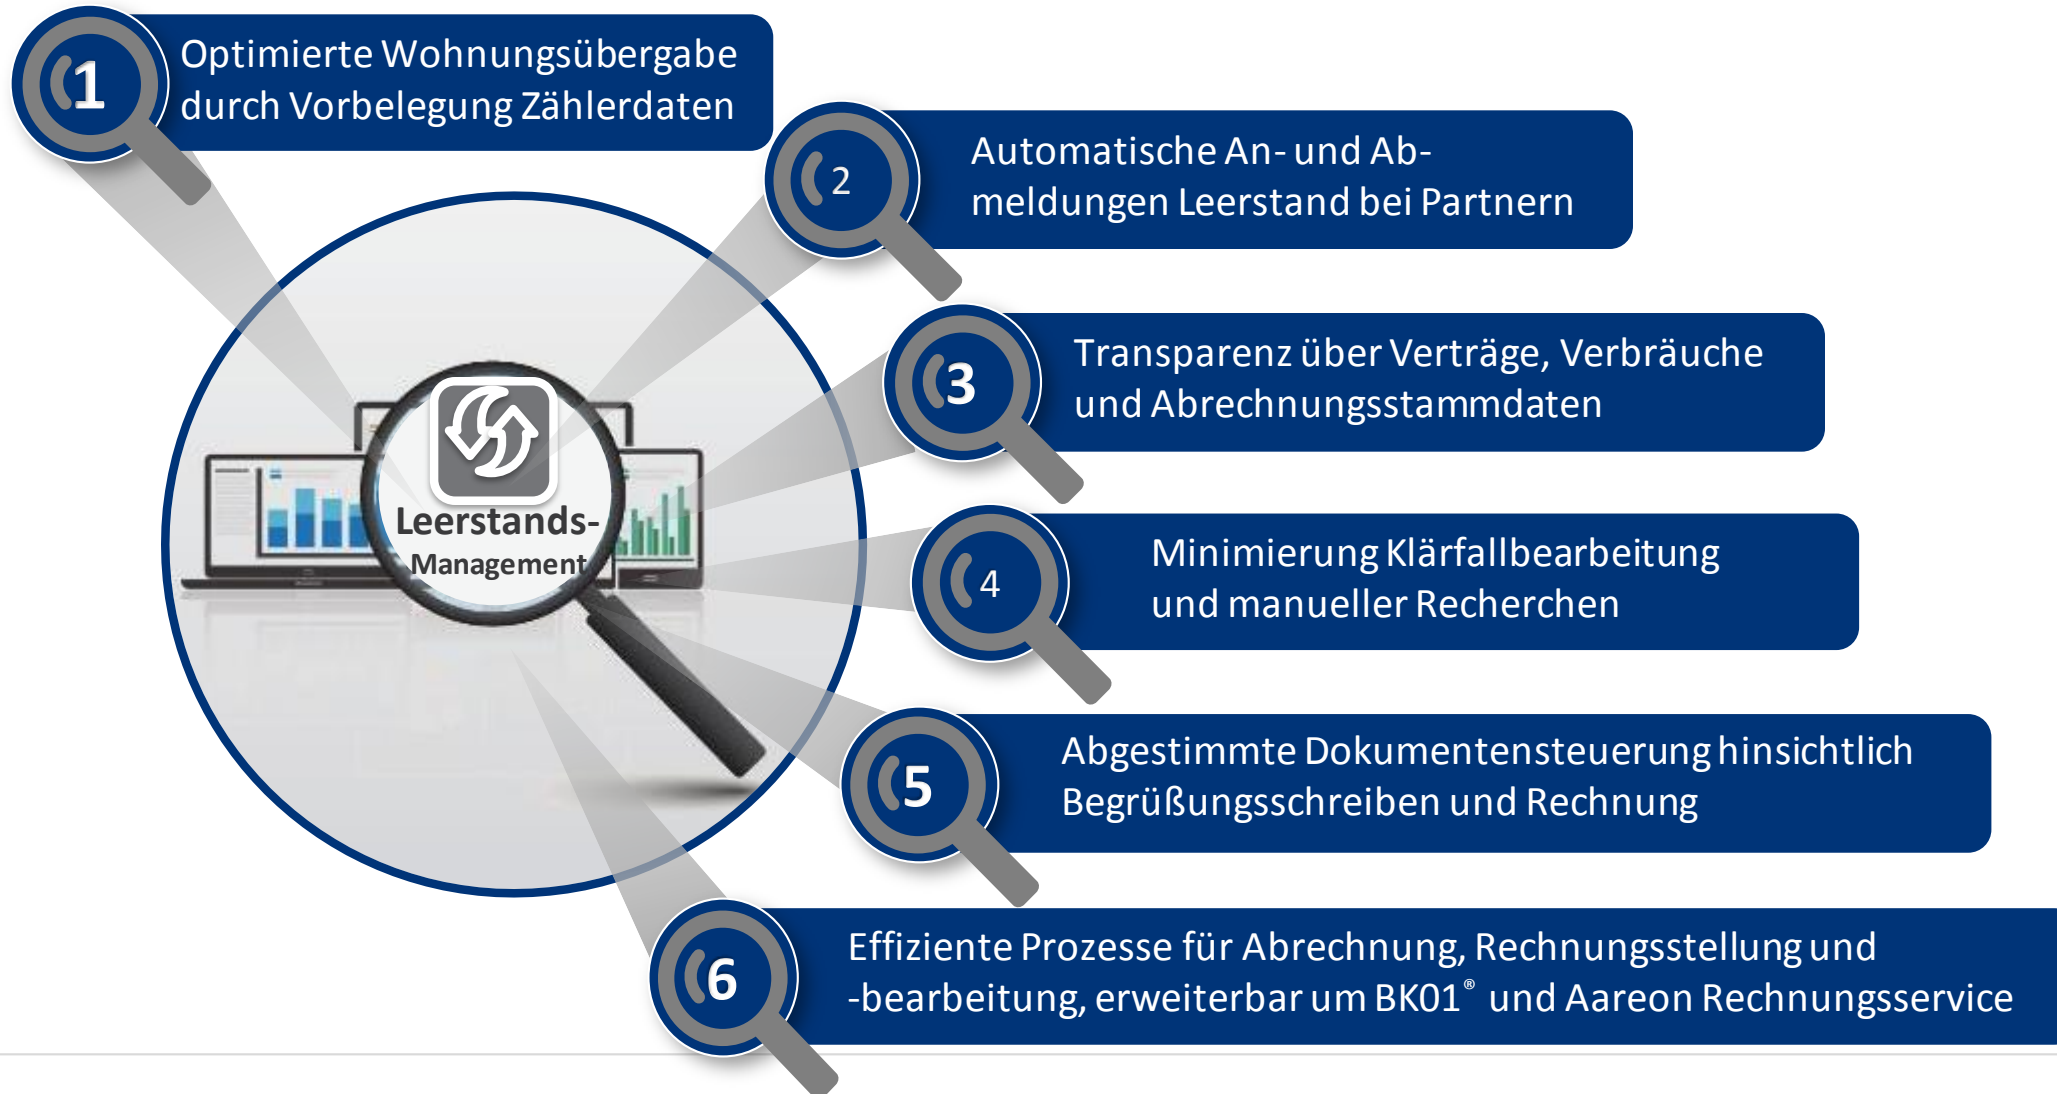 1
Optimierte Wohnungsübergabe
durch Vorbelegung Zählerdaten
2
Automatische An- und Ab-
meldungen Leerstand bei Partnern
3
Transparenz über Verträge, Verbräuche
und Abrechnungsstammdaten
Leerstands-
Management
4
Minimierung Klärfallbearbeitung
und manueller Recherchen
5
Abgestimmte Dokumentensteuerung hinsichtlich
Begrüßungsschreiben und Rechnung
6
Effiziente Prozesse für Abrechnung, Rechnungsstellung und
-bearbeitung, erweiterbar um BK01® und Aareon Rechnungsservice